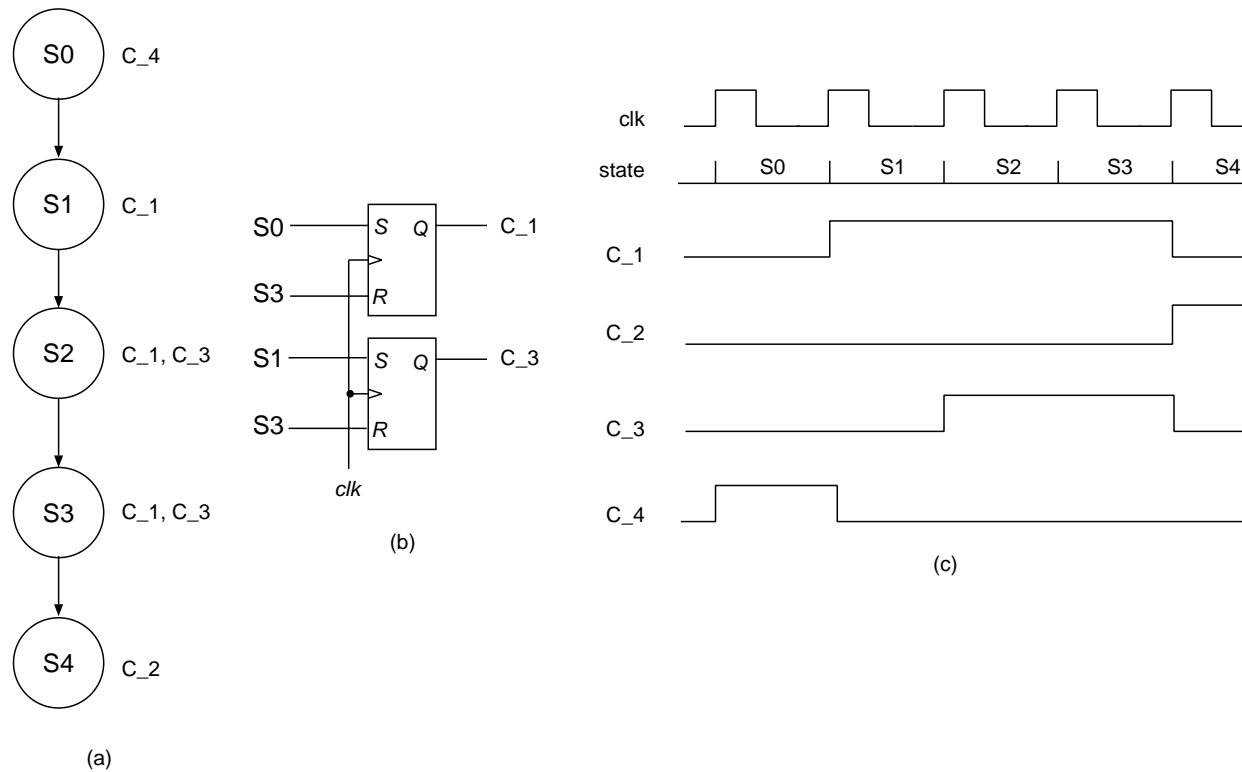 S0 C_4
S1 C_1
S2 C_1, C_3
S3 C_1, C_3
S4 C_2
(a)
S0 S Q C_1
S3 R
S1 S Q C_3
S3 R
clk
(b)
clk
state S0 S1 S2 S3 S4
C_1
C_2
C_3
C_4
(c)